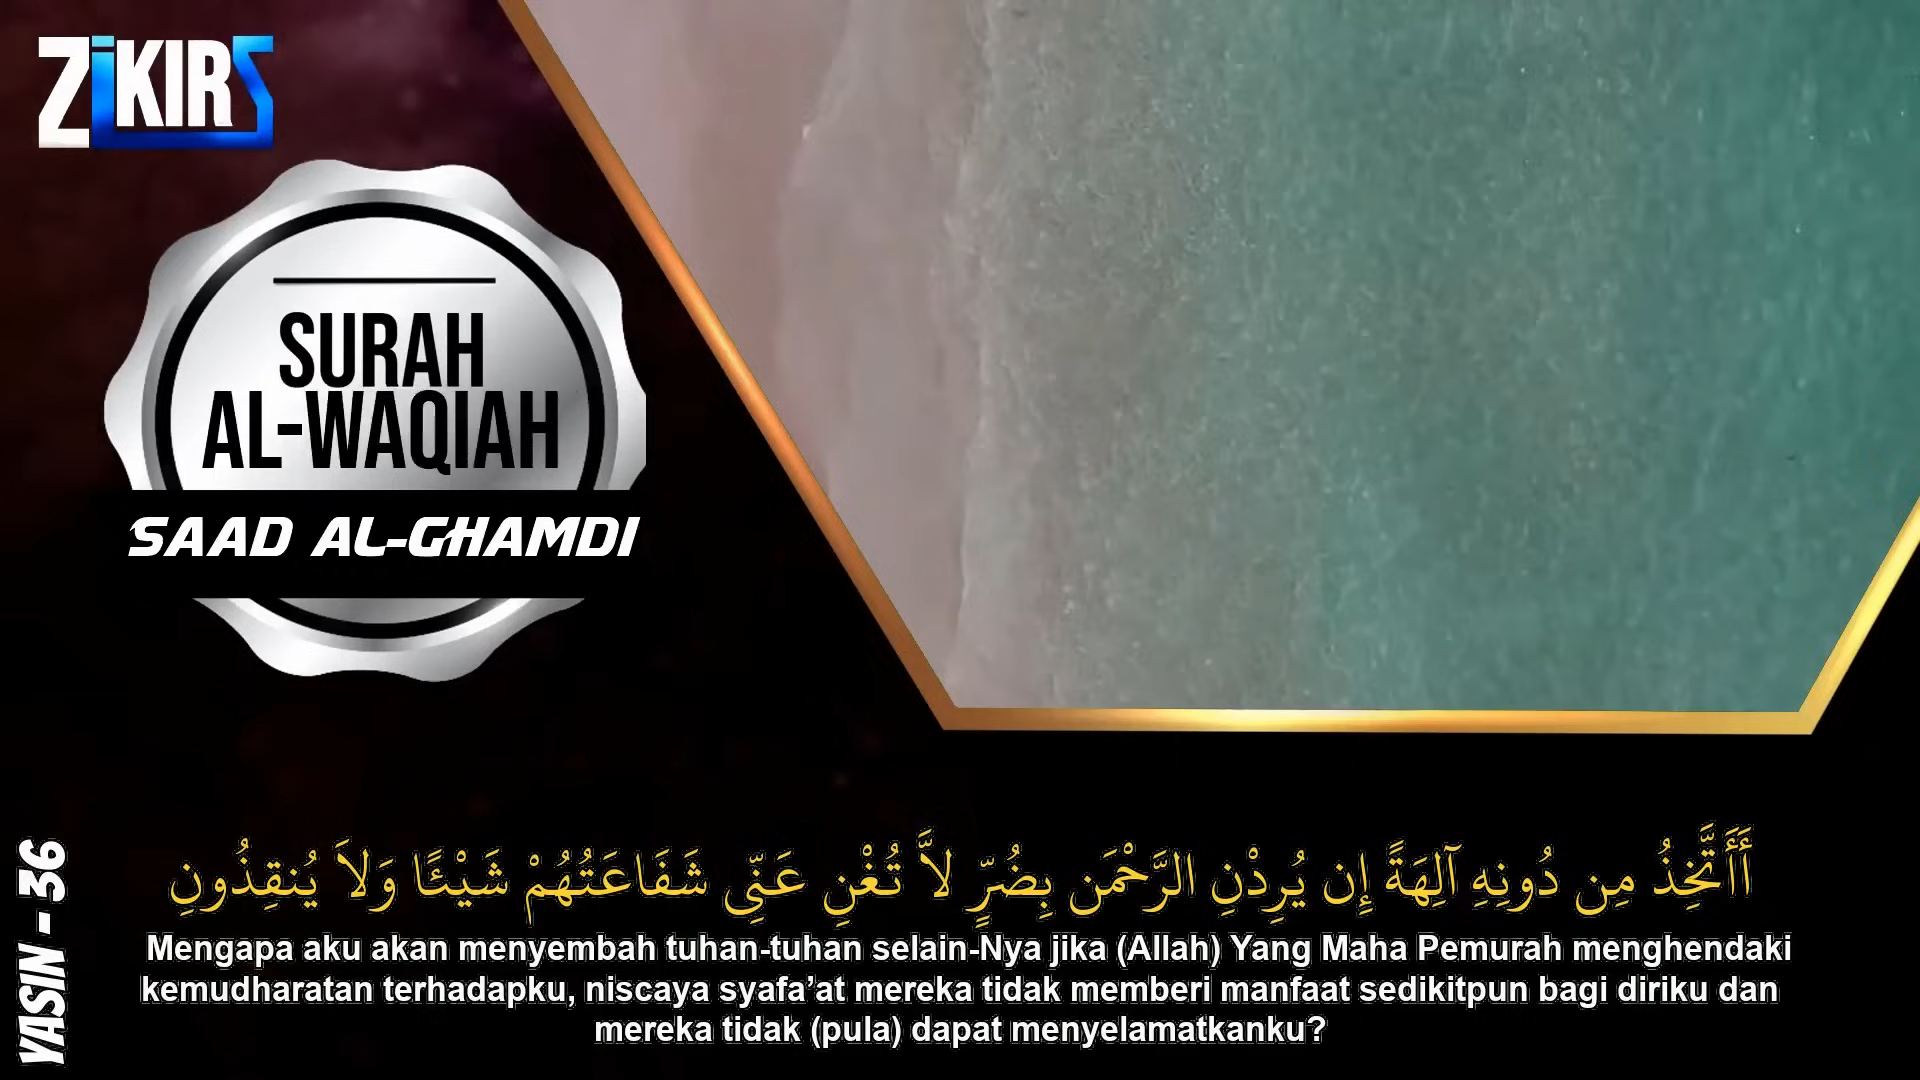 ZiKIRS
SURAH
AL-WAQIAH
SAAD AL-GHAMDI
YASIN - 36
أَأَتَّخِذُ مِن دُونِهِ آلِهَةً إِن يُرِدْنِ الرَّحْمَن بِضُرٍّ لاَّ تُغْنِ عَنِّي شَفَاعَتُهُمْ شَيْئًا وَلاَ يُنقِذُونِ
Mengapa aku akan menyembah tuhan-tuhan selain-Nya jika (Allah) Yang Maha Pemurah menghendaki
kemudharatan terhadapku, niscaya syafa’at mereka tidak memberi manfaat sedikitpun bagi diriku dan
mereka tidak (pula) dapat menyelamatkanku?